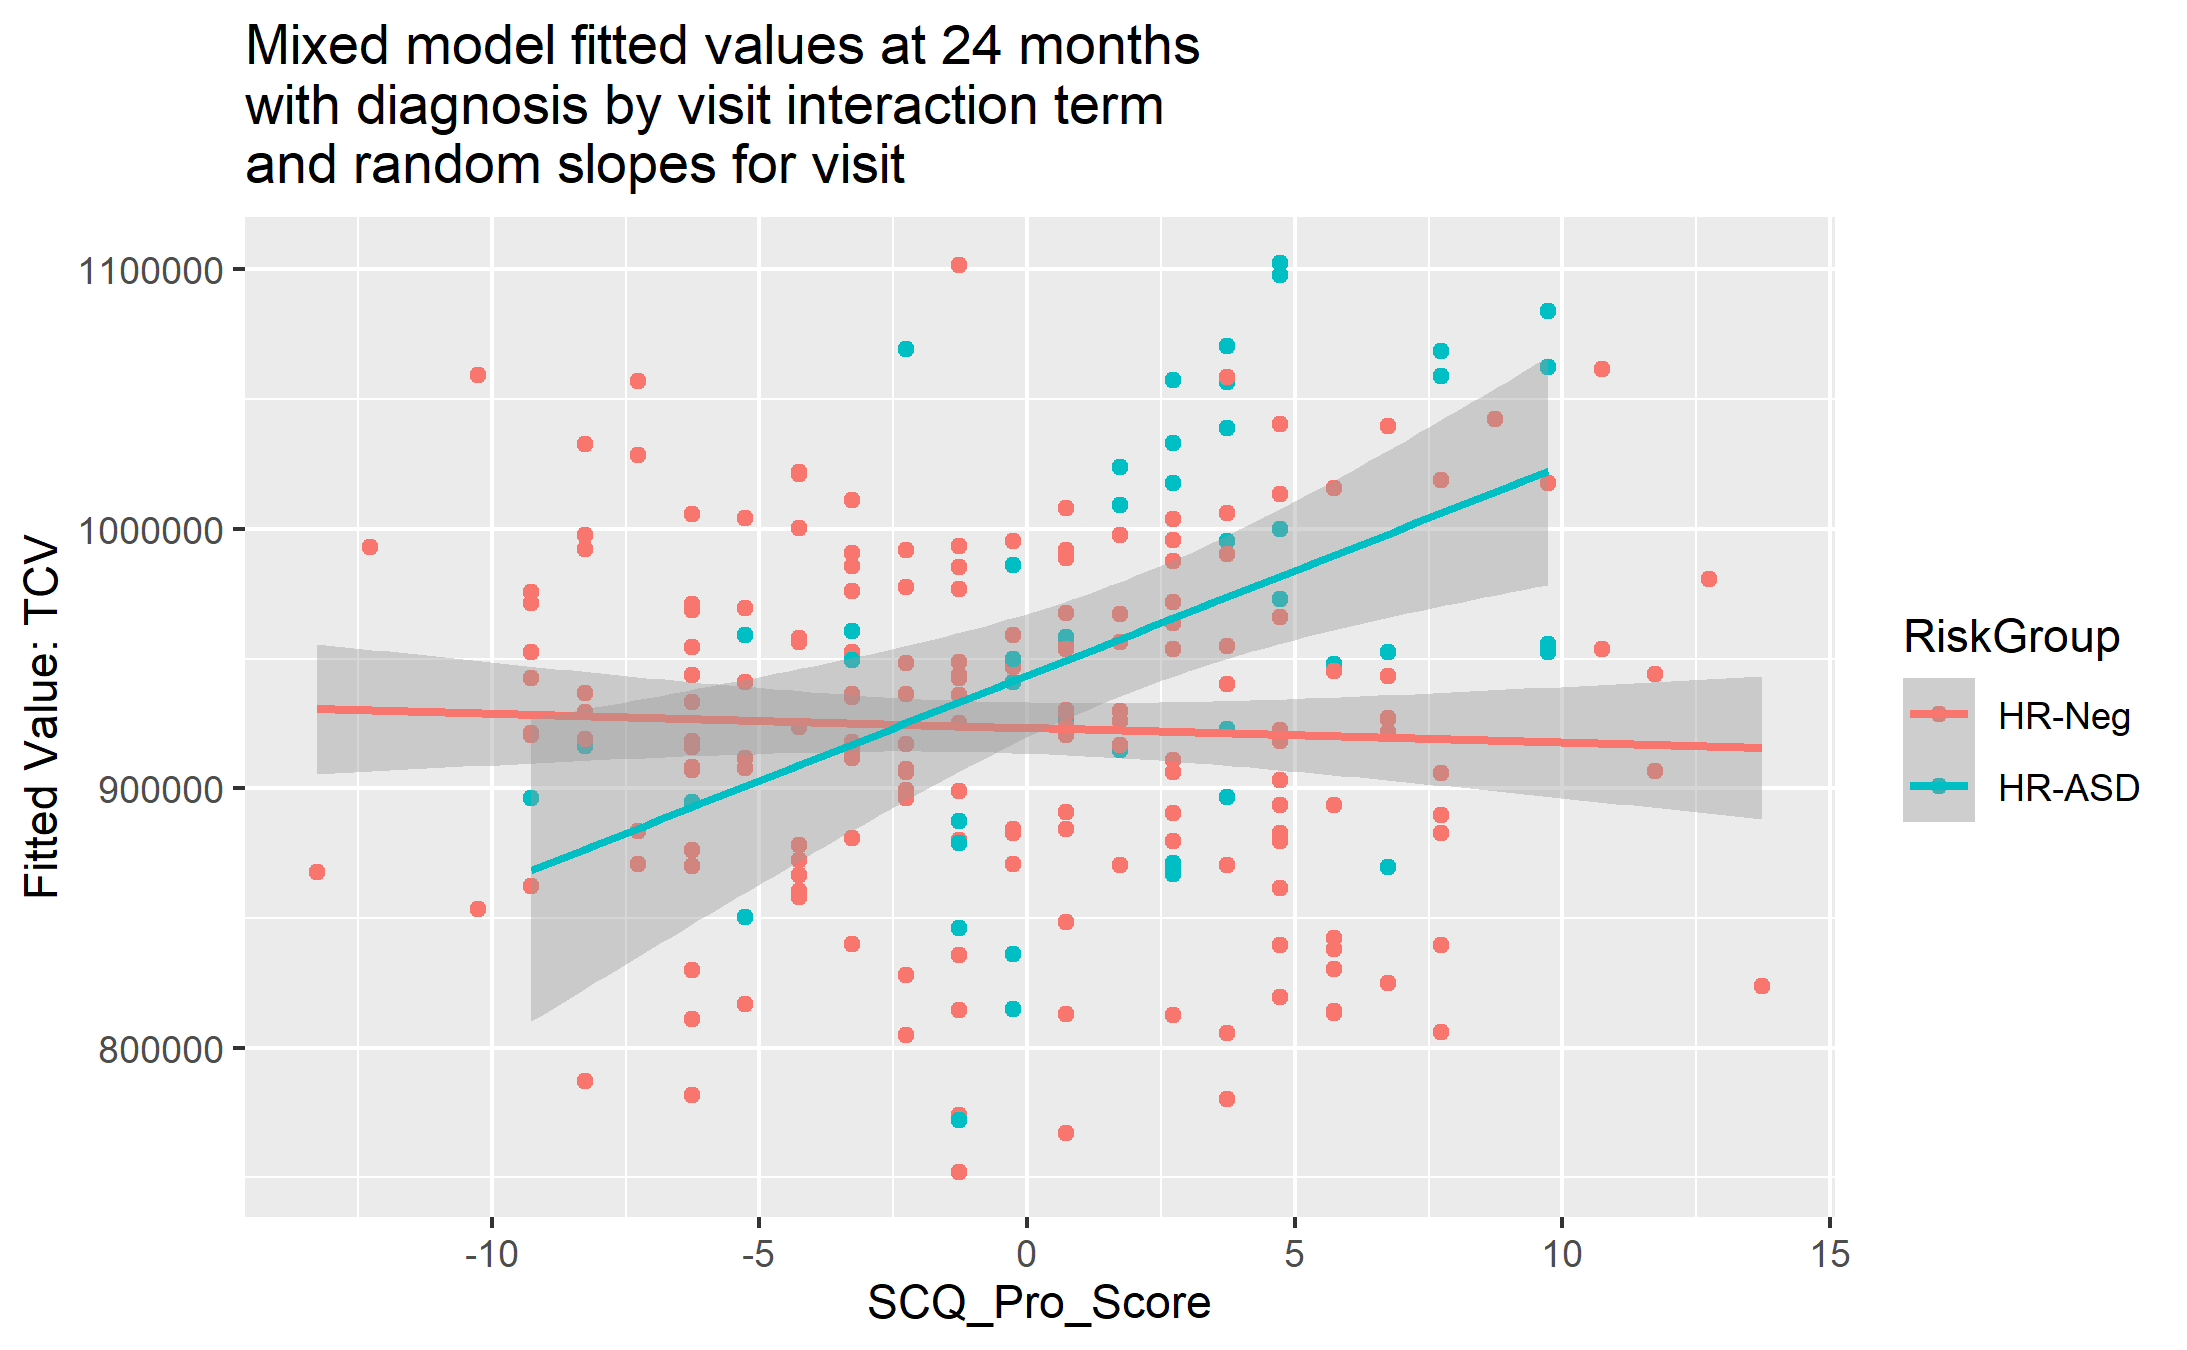 Mixed model fitted values at 24 months
with diagnosis by visit interaction term
and random slopes for visit
Fitted Value: TCV
1100000
1000000
900000
800000
-10
-5
0
5
10
15
SCQ_Pro_Score
RiskGroup
HR-Neg
HR-ASD